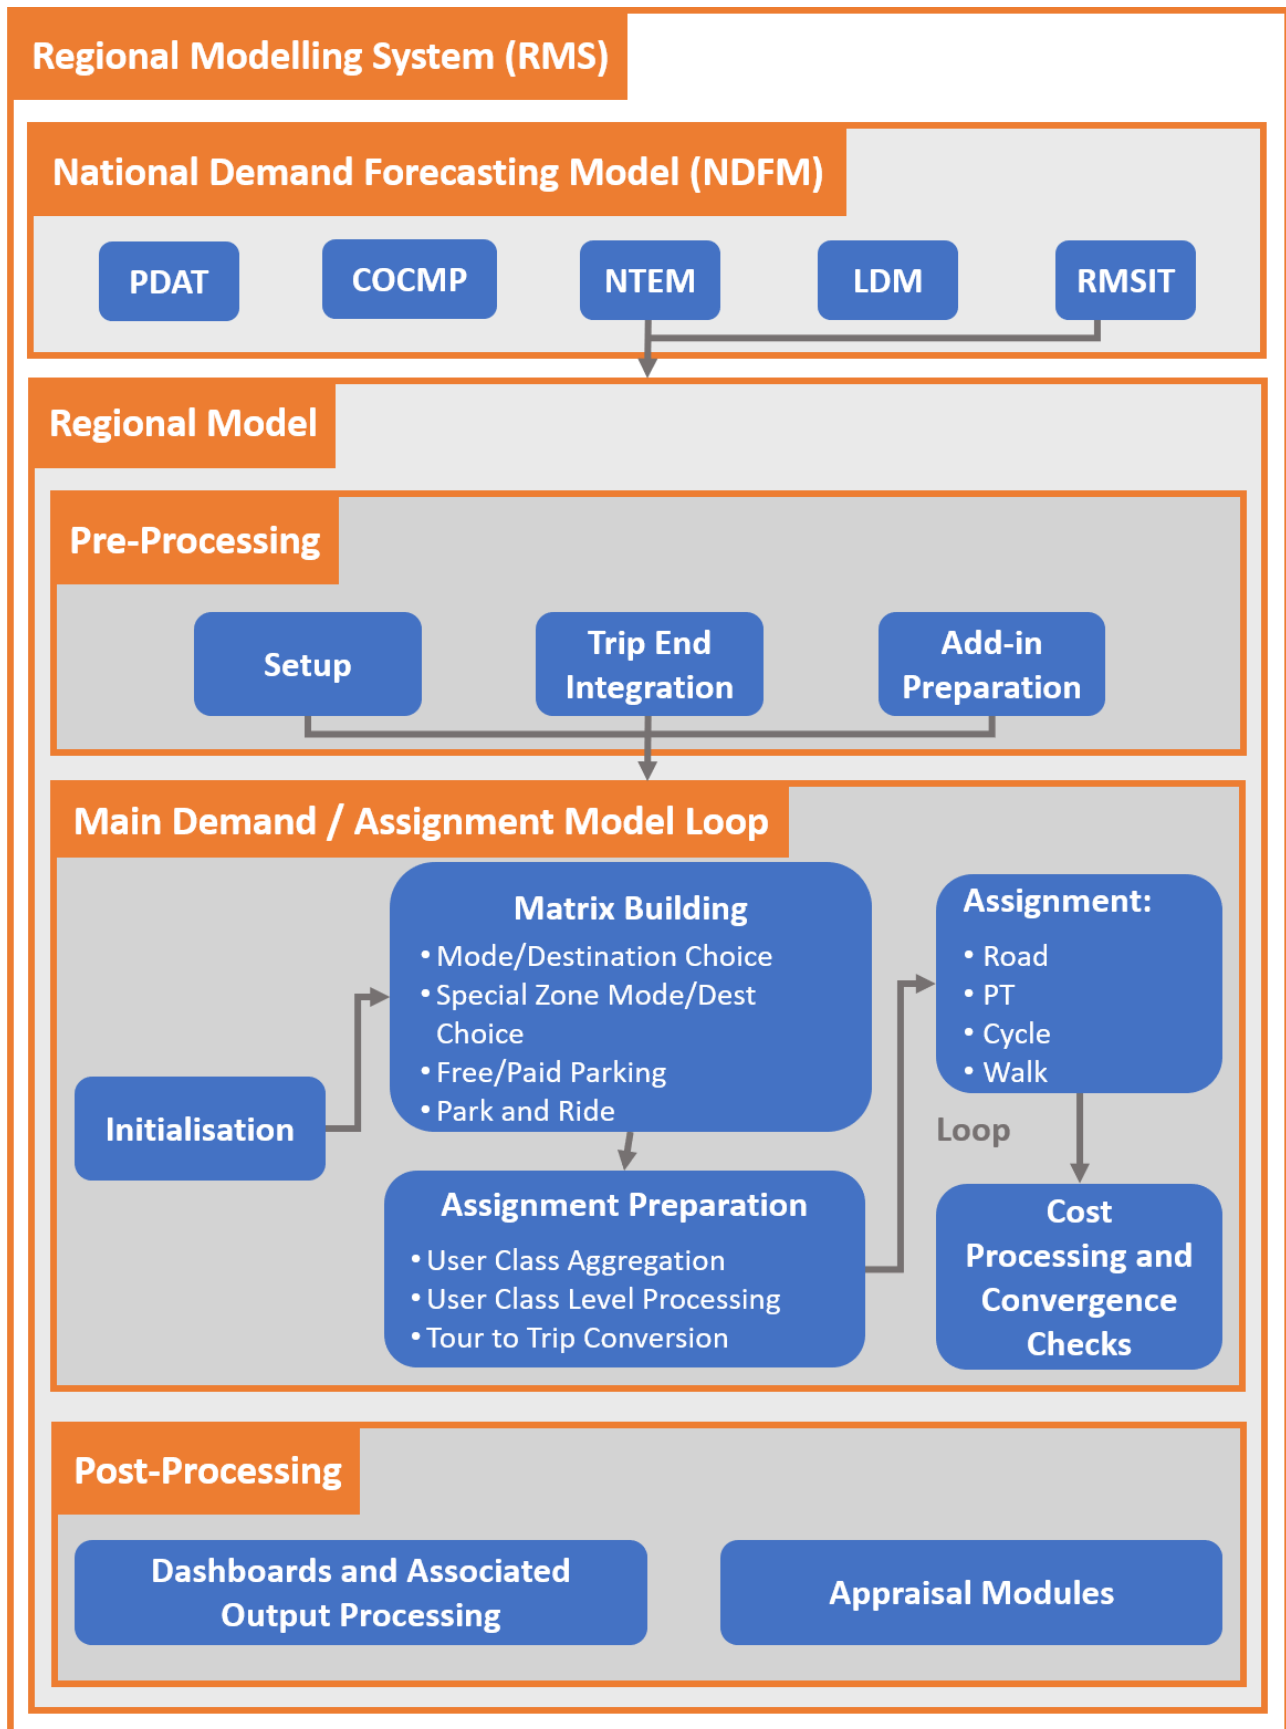 Regional Modelling System (RMS)
National Demand Forecasting Model (NDFM)
PDAT
COCMP
NTEM
LDM
RMSIT
Regional Model
Pre-Processing
Setup
Trip End
Integration
Add-in
Preparation
Main Demand / Assignment Model Loop
Initialisation
Matrix Building
• Mode/Destination Choice
• Special Zone Mode/Dest
Choice
• Free/Paid Parking
• Park and Ride
Assignment Preparation
• User Class Aggregation
• User Class Level Processing
• Tour to Trip Conversion
Assignment:
• Road
• PT
• Cycle
• Walk
Loop
Cost
Processing and
Convergence
Checks
Post-Processing
Dashboards and Associated
Output Processing
Appraisal Modules